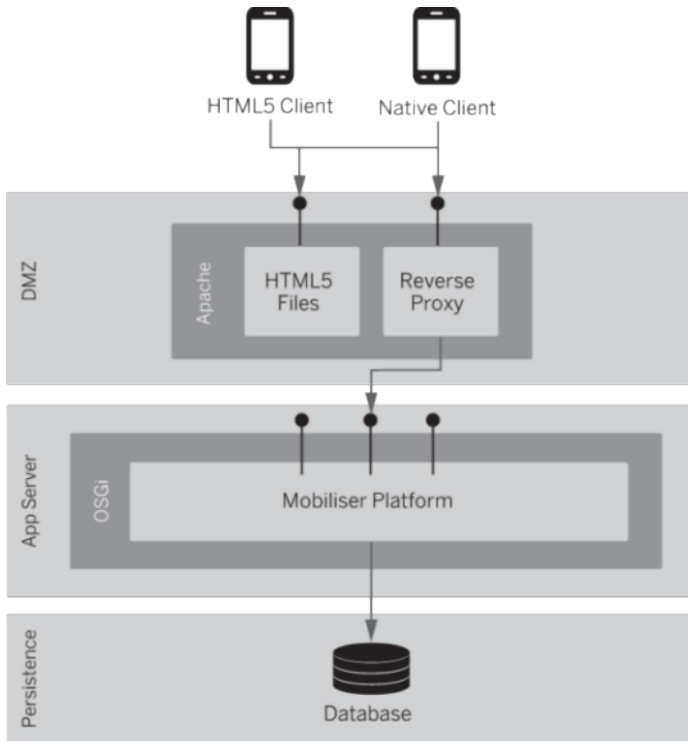 HTML5 Client
Native Client
DMZ
Apache
HTML5
Files
Reverse
Proxy
App Server
OSGi
Mobiliser Platform
Persistence
Database